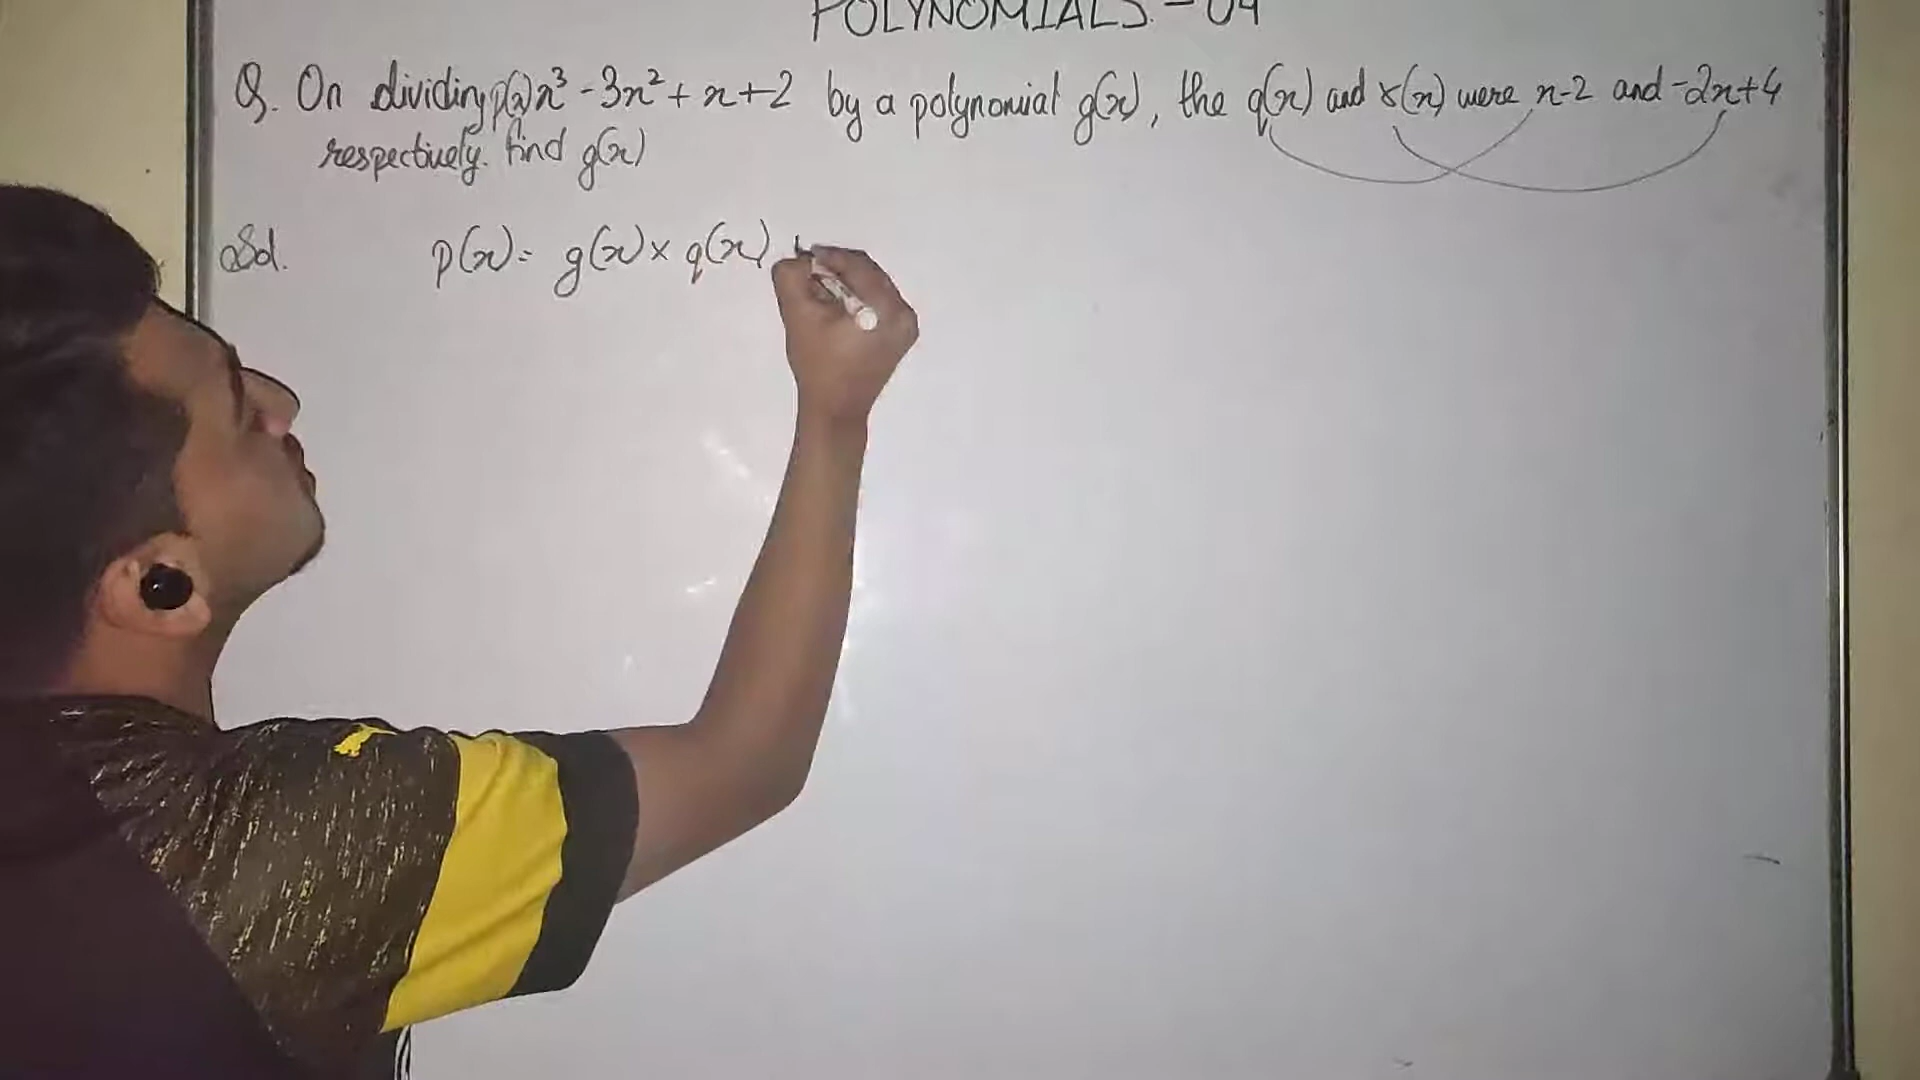 POLYNOMIALS - 04
Q. On dividing p(x) x³ - 3x² + x + 2 by a polynomial g(x), the q(x) and r(x) were x-2 and -2x+4
respectively. find g(x)
Sol. p(x) = g(x) × q(x) +